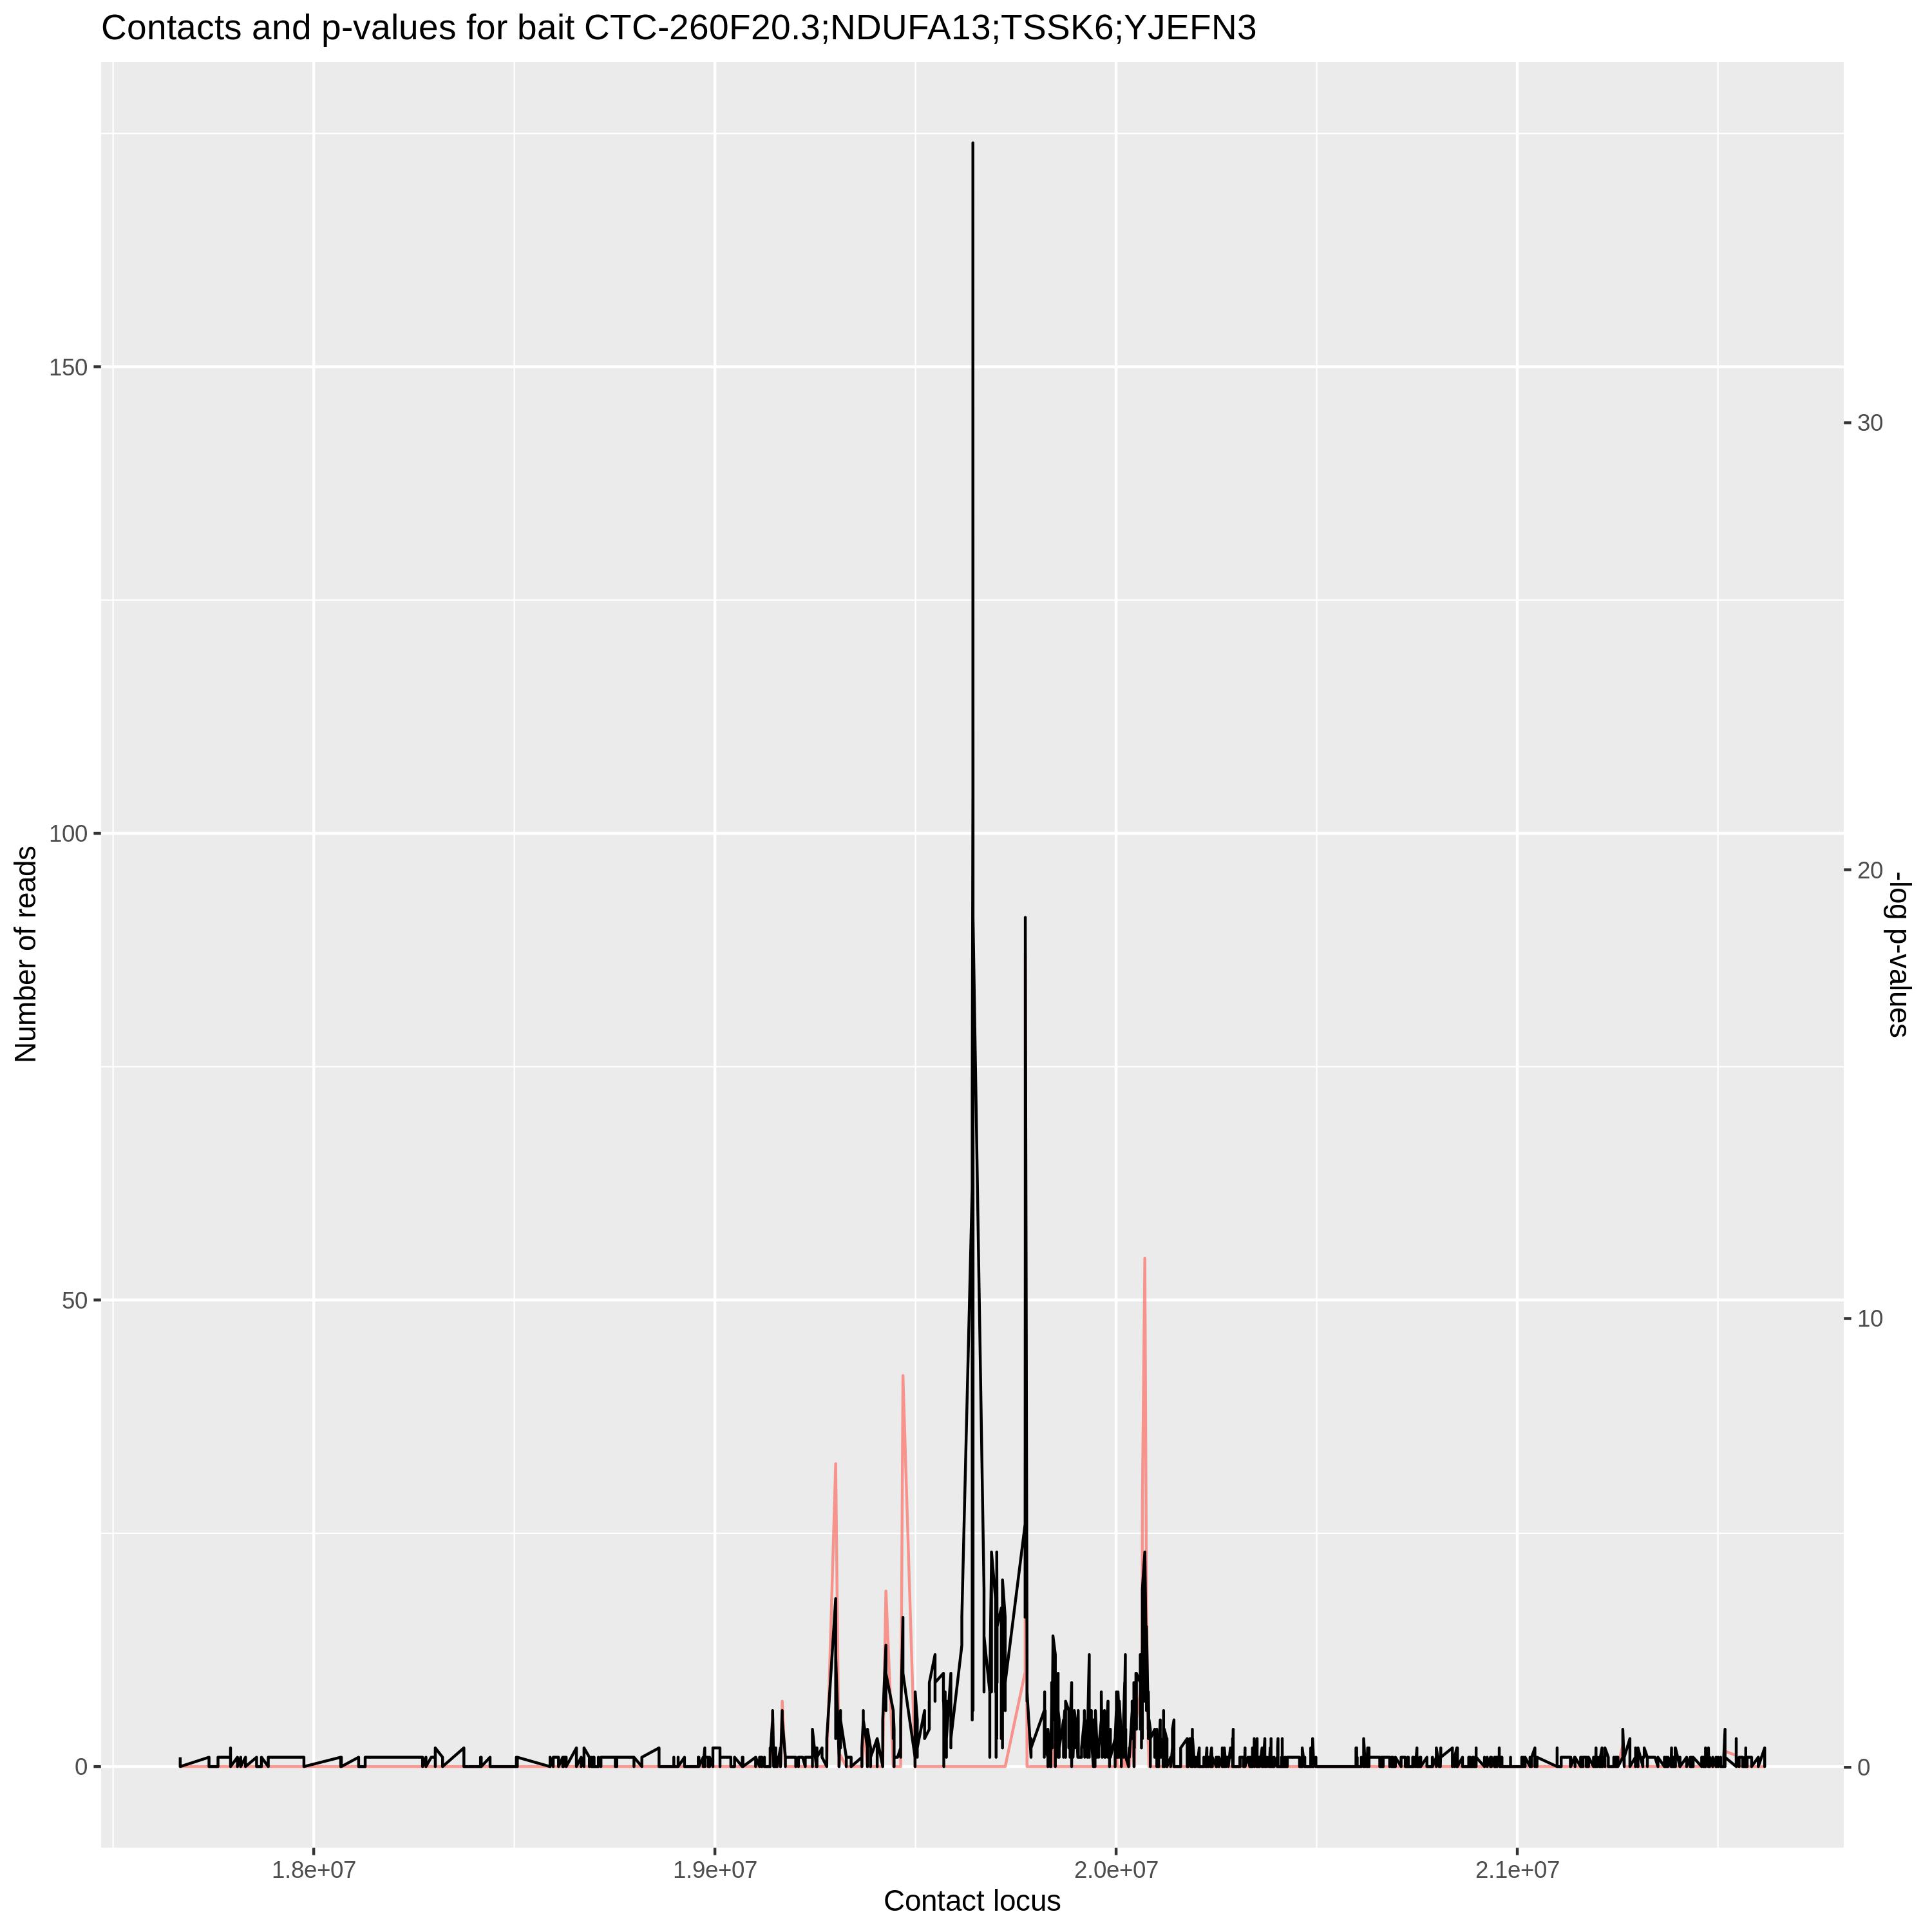 Contacts and p-values for bait CTC-260F20.3;NDUFA13;TSSK6;YJEFN3
150
100
50
0
Number of reads
30
20
10
0
-log p-values
1.8e+07
1.9e+07
2.0e+07
2.1e+07
Contact locus